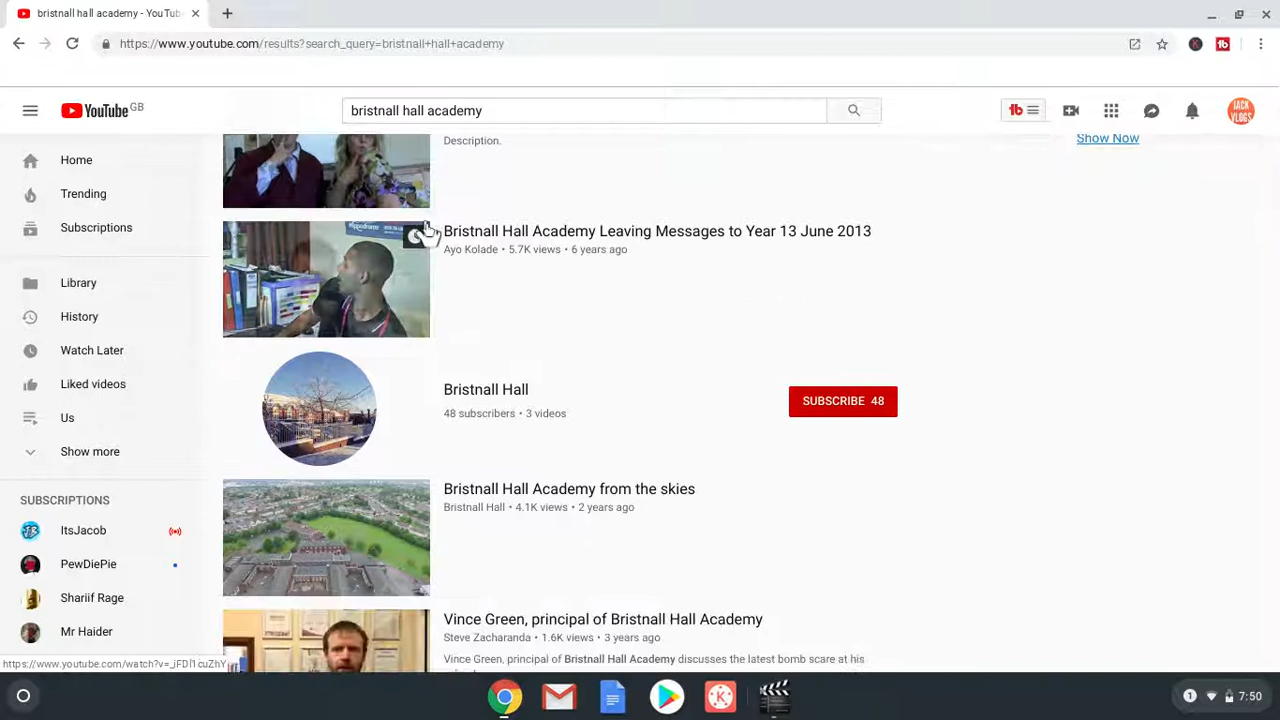 bristnall hall academy - YouTub
https://www.youtube.com/results?search_query=bristnall+hall+academy
YouTube GB
bristnall hall academy
tb
JACK VLOGS
Description.
Show Now
Home
Trending
Subscriptions
Library
History
Watch Later
Liked videos
Us
Show more
SUBSCRIPTIONS
ItsJacob
PewDiePie
Shariif Rage
Mr Haider
Bristnall Hall Academy Leaving Messages to Year 13 June 2013
Ayo Kolade • 5.7K views • 6 years ago
Bristnall Hall
48 subscribers • 3 videos
SUBSCRIBE 48
Bristnall Hall Academy from the skies
Bristnall Hall • 4.1K views • 2 years ago
Vince Green, principal of Bristnall Hall Academy
Steve Zacharanda • 1.6K views • 3 years ago
Vince Green, principal of Bristnall Hall Academy discusses the latest bomb scare at his
1
7:50